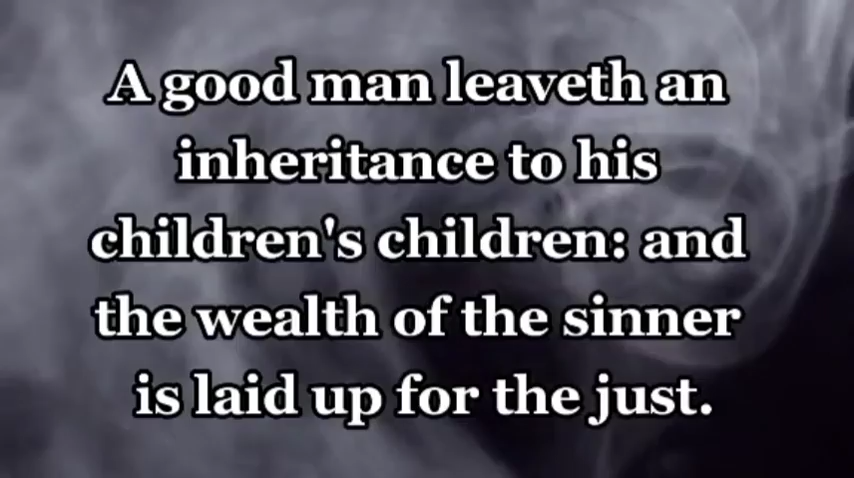 A good man leaveth an
inheritance to his
children's children: and
the wealth of the sinner
is laid up for the just.